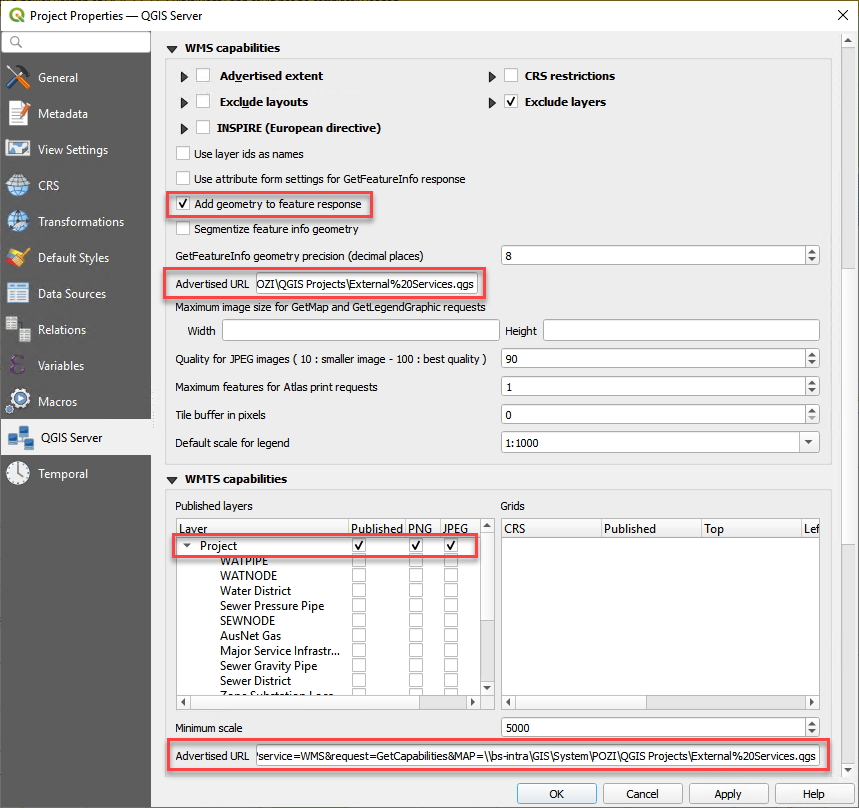 Project Properties — QGIS Server
General
Metadata
View Settings
CRS
Transformations
Default Styles
Data Sources
Relations
Variables
Macros
QGIS Server
Temporal
WMS capabilities
Advertised extent
CRS restrictions
Exclude layouts
Exclude layers
INSPIRE (European directive)
Use layer ids as names
Use attribute form settings for GetFeatureInfo response
Add geometry to feature response
Segmentize feature info geometry
GetFeatureInfo geometry precision (decimal places) 8
Advertised URL OZI\QGIS Projects\External%20Services.qgs
Maximum image size for GetMap and GetLegendGraphic requests
Width Height
Quality for JPEG images ( 10 : smaller image - 100 : best quality ) 90
Maximum features for Atlas print requests 1
Tile buffer in pixels 0
Default scale for legend 1:1000
WMTS capabilities
Published layers Grids
Layer Published PNG JPEG CRS Published Top Lef
Project
WATPIPE
WATNODE
Water District
Sewer Pressure Pipe
SEWNODE
AusNet Gas
Major Service Infrastr...
Sewer Gravity Pipe
Sewer District
Minimum scale 5000
Advertised URL service=WMS&request=GetCapabilities&MAP=\\bs-intra\GIS\System\POZI\QGIS Projects\External%20Services.qgs
OK Cancel Apply Help